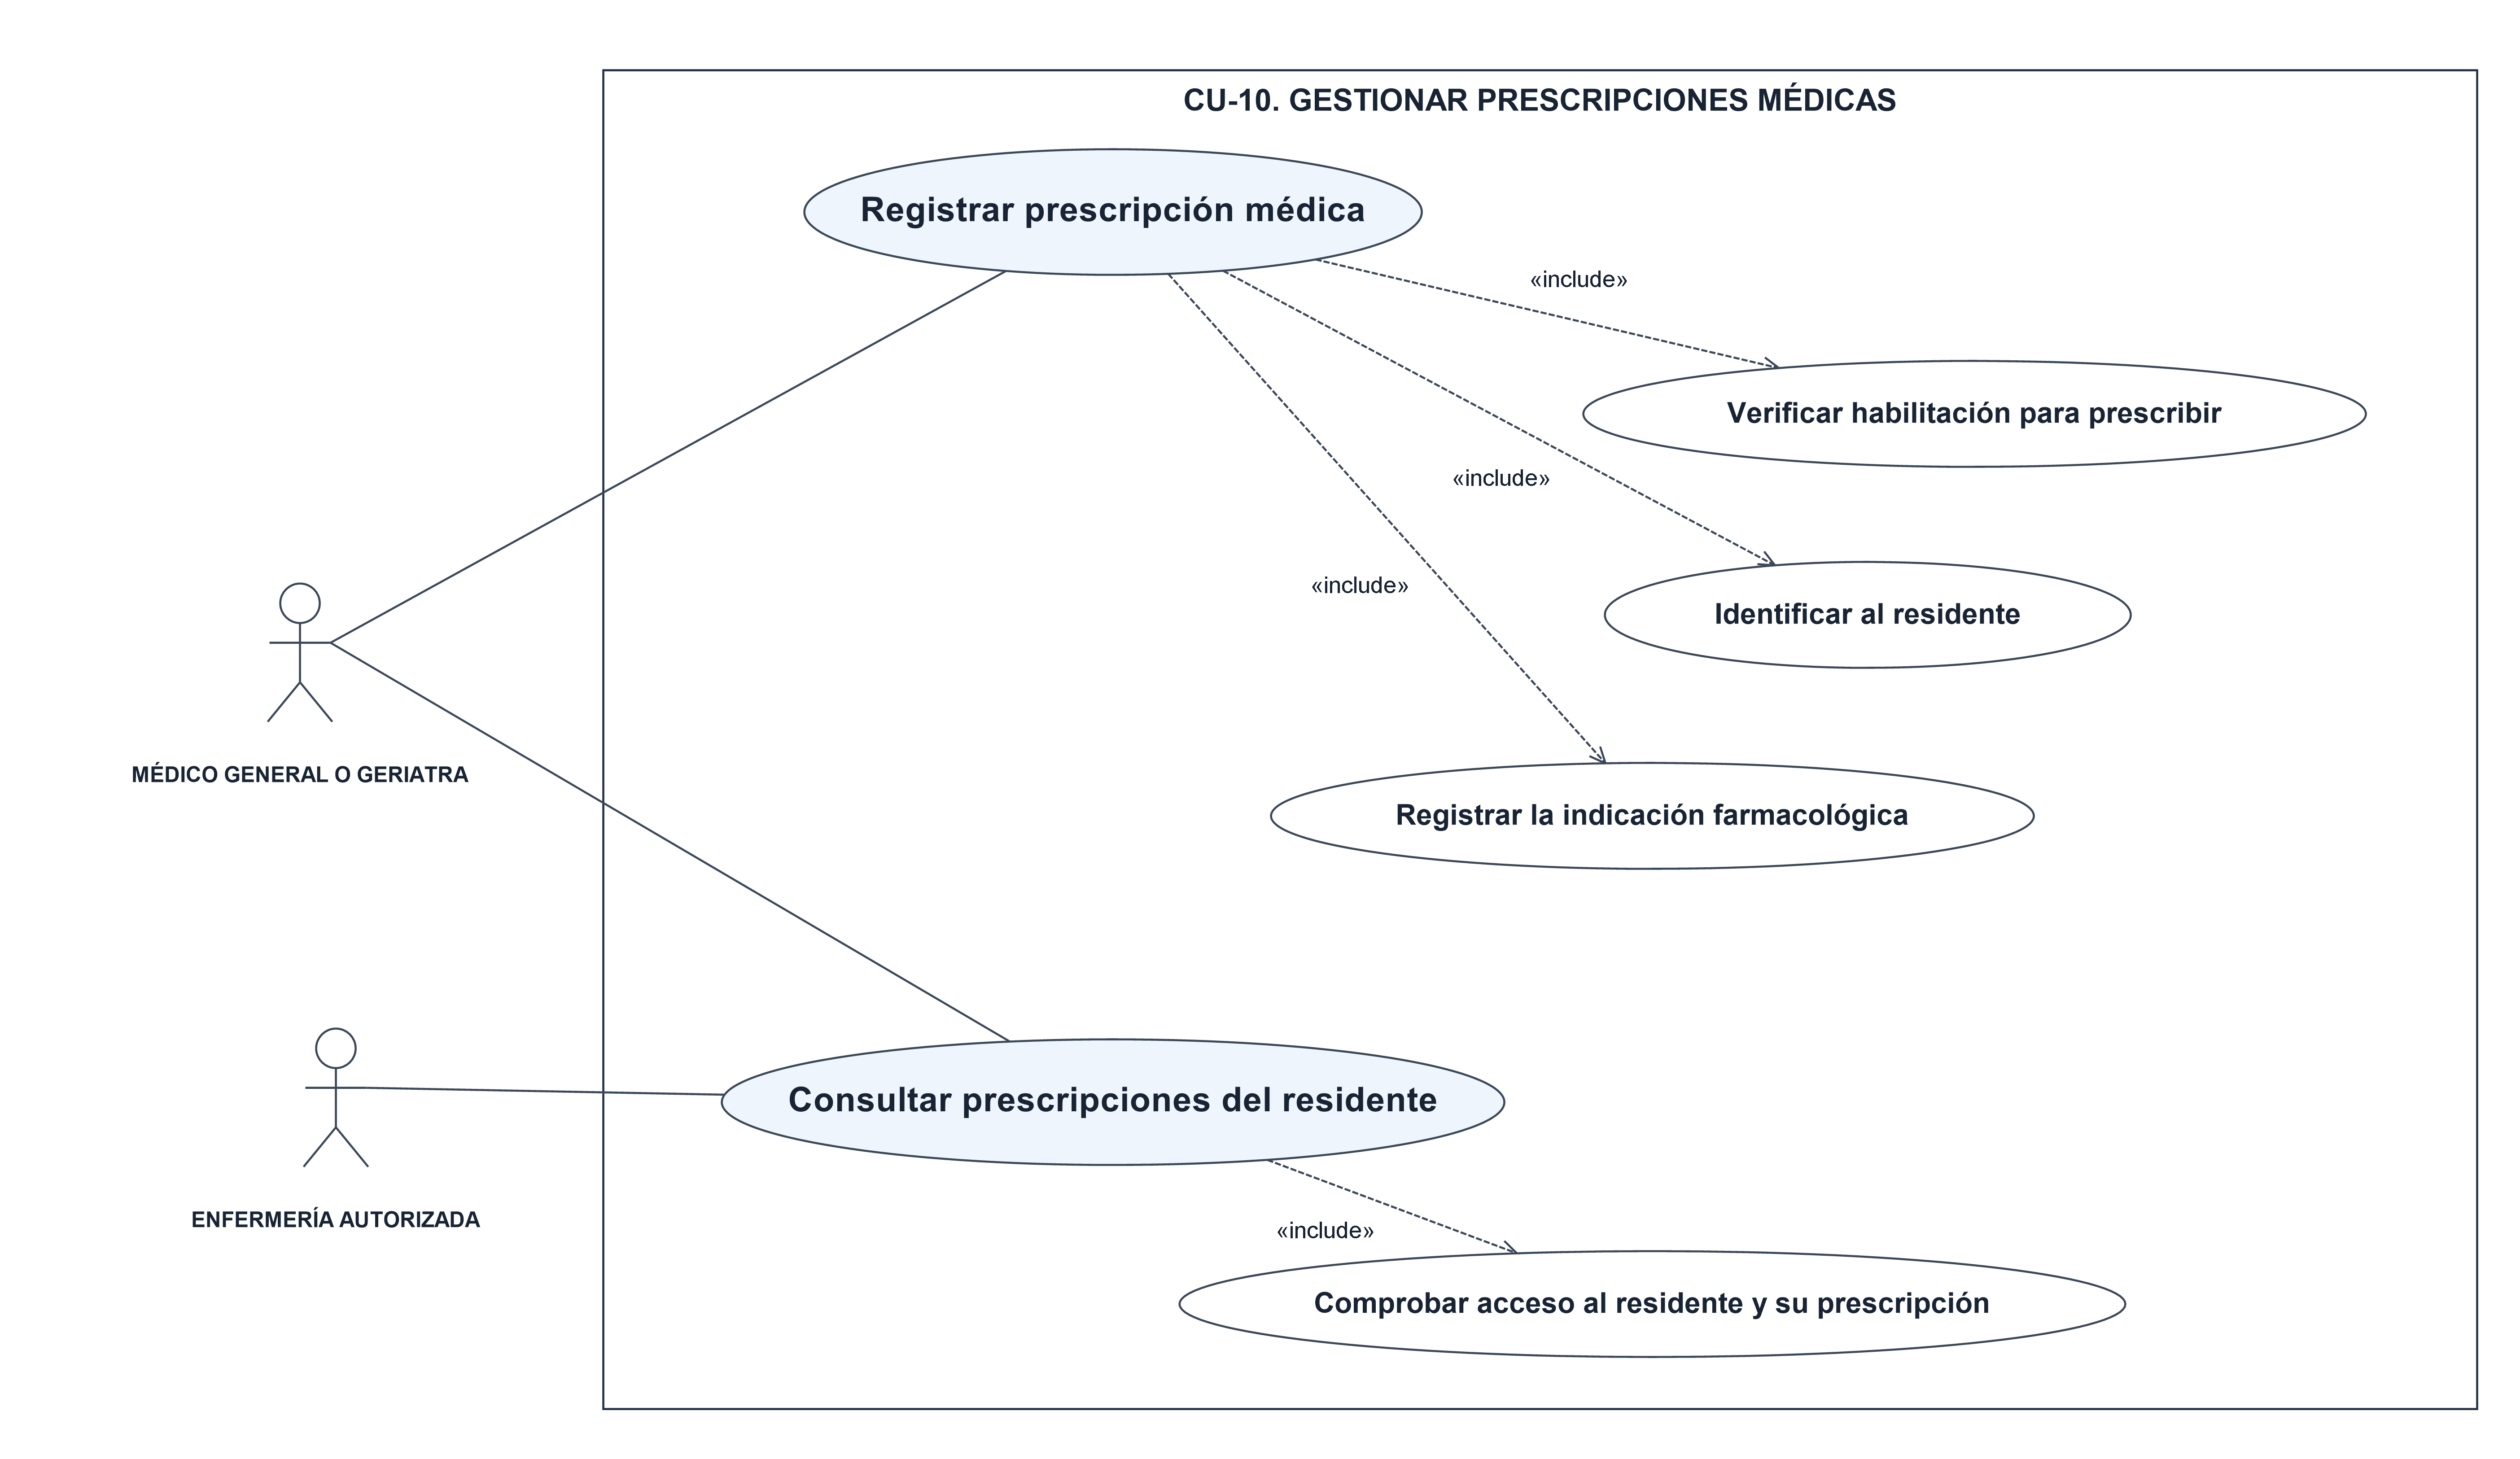 CU-10. GESTIONAR PRESCRIPCIONES MÉDICAS
Registrar prescripción médica
«include»
Verificar habilitación para prescribir
«include»
Identificar al residente
«include»
Registrar la indicación farmacológica
MÉDICO GENERAL O GERIATRA
Consultar prescripciones del residente
ENFERMERÍA AUTORIZADA
«include»
Comprobar acceso al residente y su prescripción